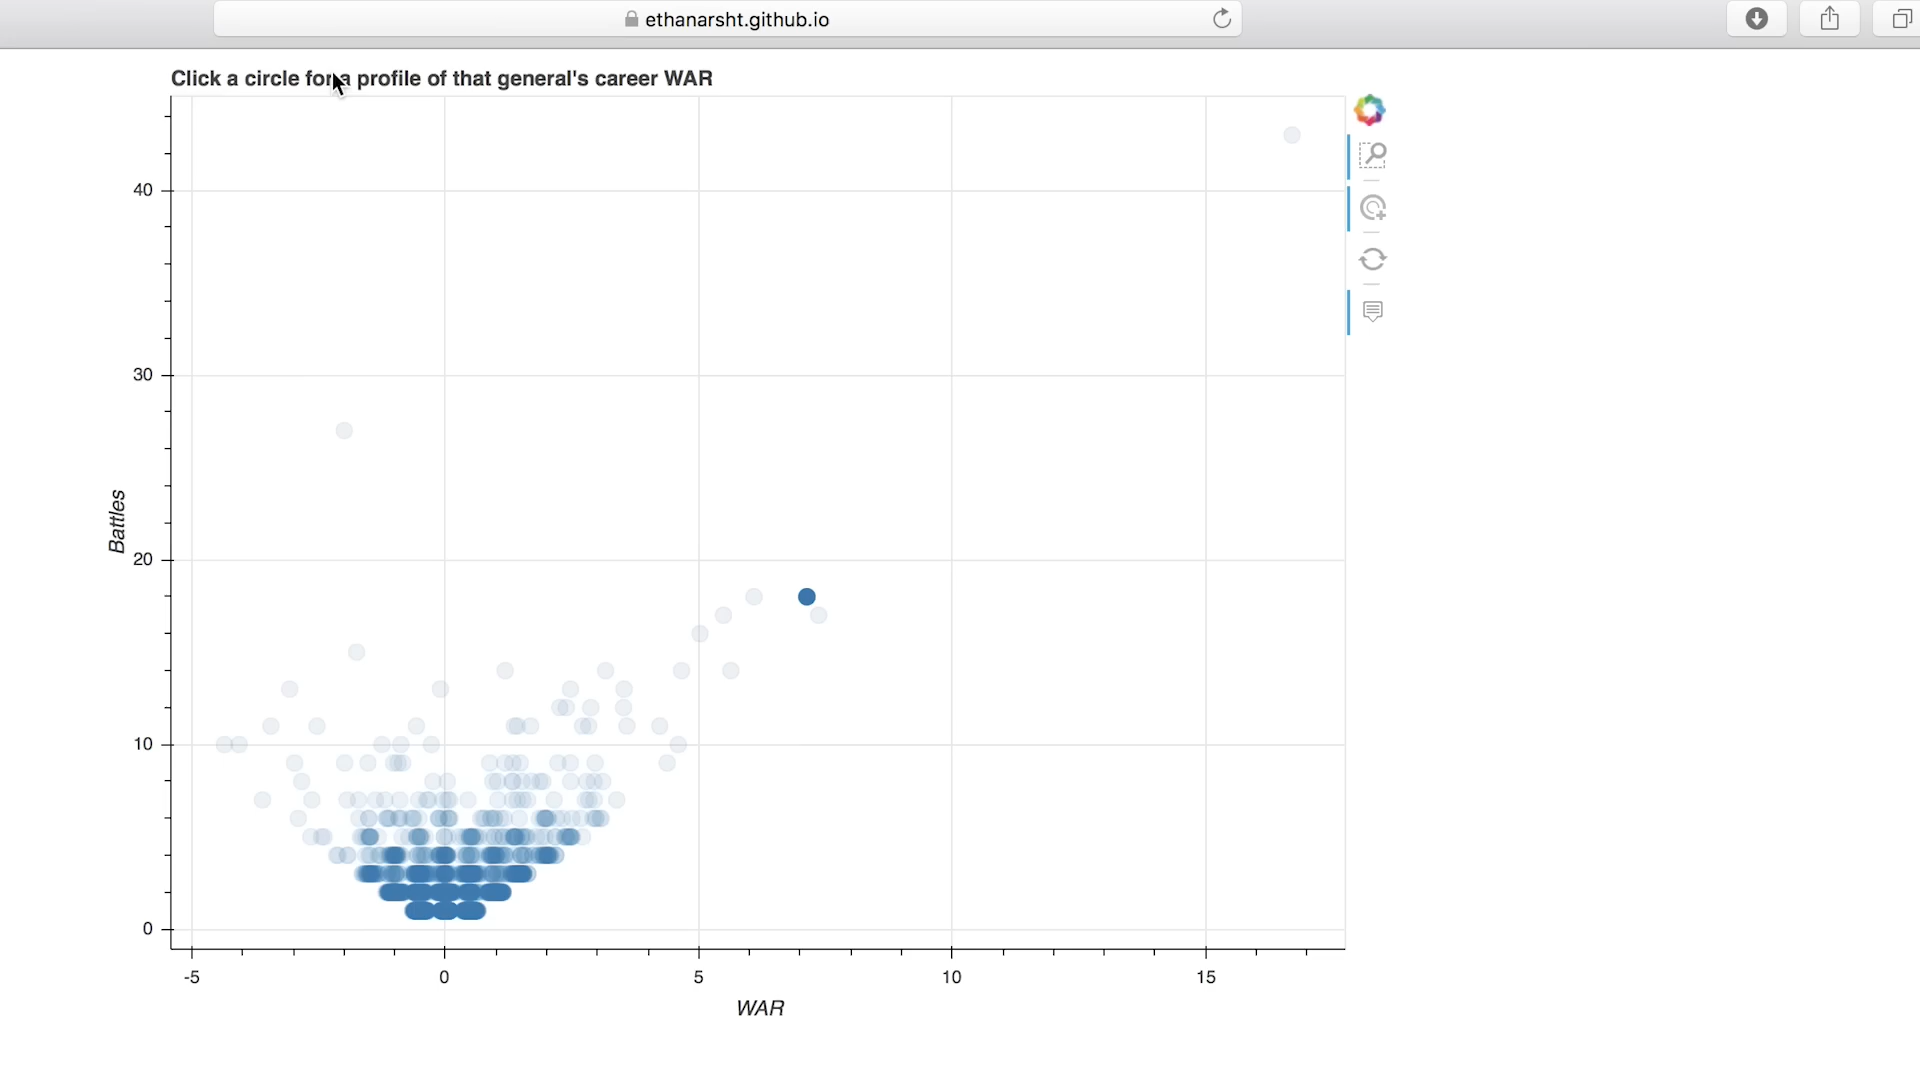 ethanarsht.github.io
Click a circle for a profile of that general's career WAR
40
30
20
10
0
Battles
-5 0 5 10 15
WAR